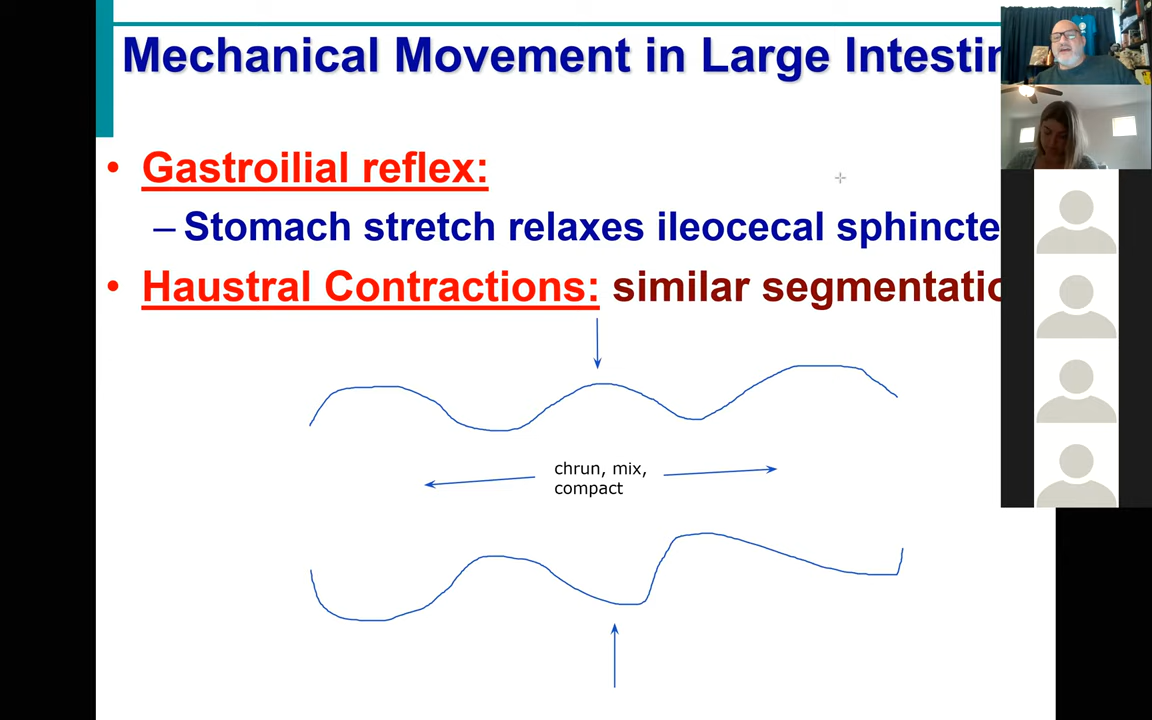 Mechanical Movement in Large Intestin
• Gastroilial reflex:
– Stomach stretch relaxes ileocecal sphincte
• Haustral Contractions: similar segmentatio
chrun, mix,
compact